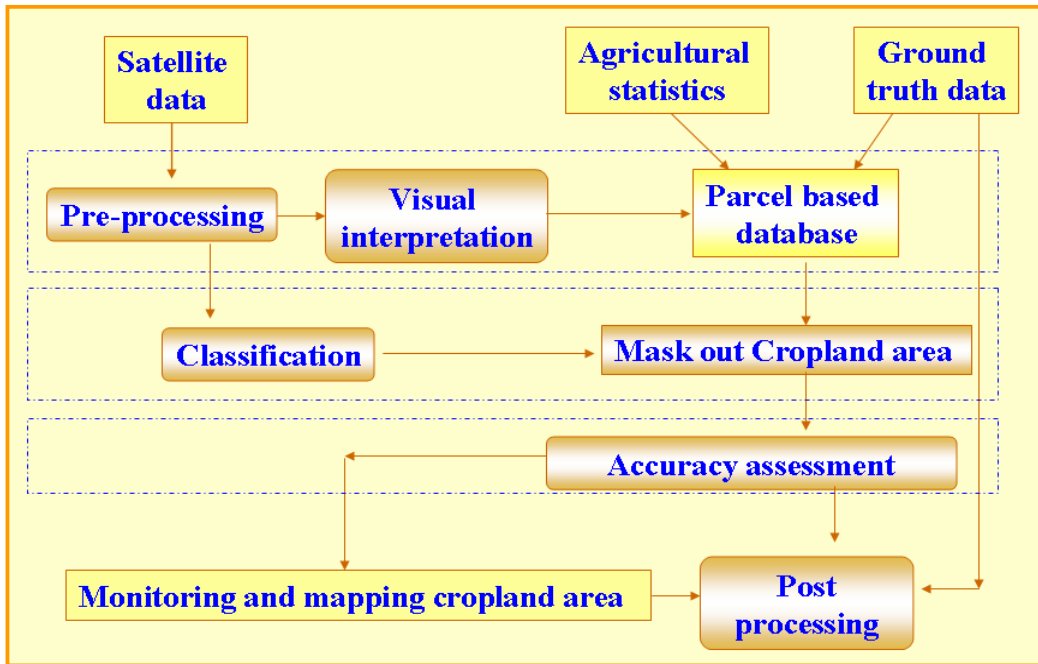 Satellite
data
Agricultural
statistics
Ground
truth data
Pre-processing
Visual
interpretation
Parcel based
database
Classification
Mask out Cropland area
Accuracy assessment
Monitoring and mapping cropland area
Post
processing